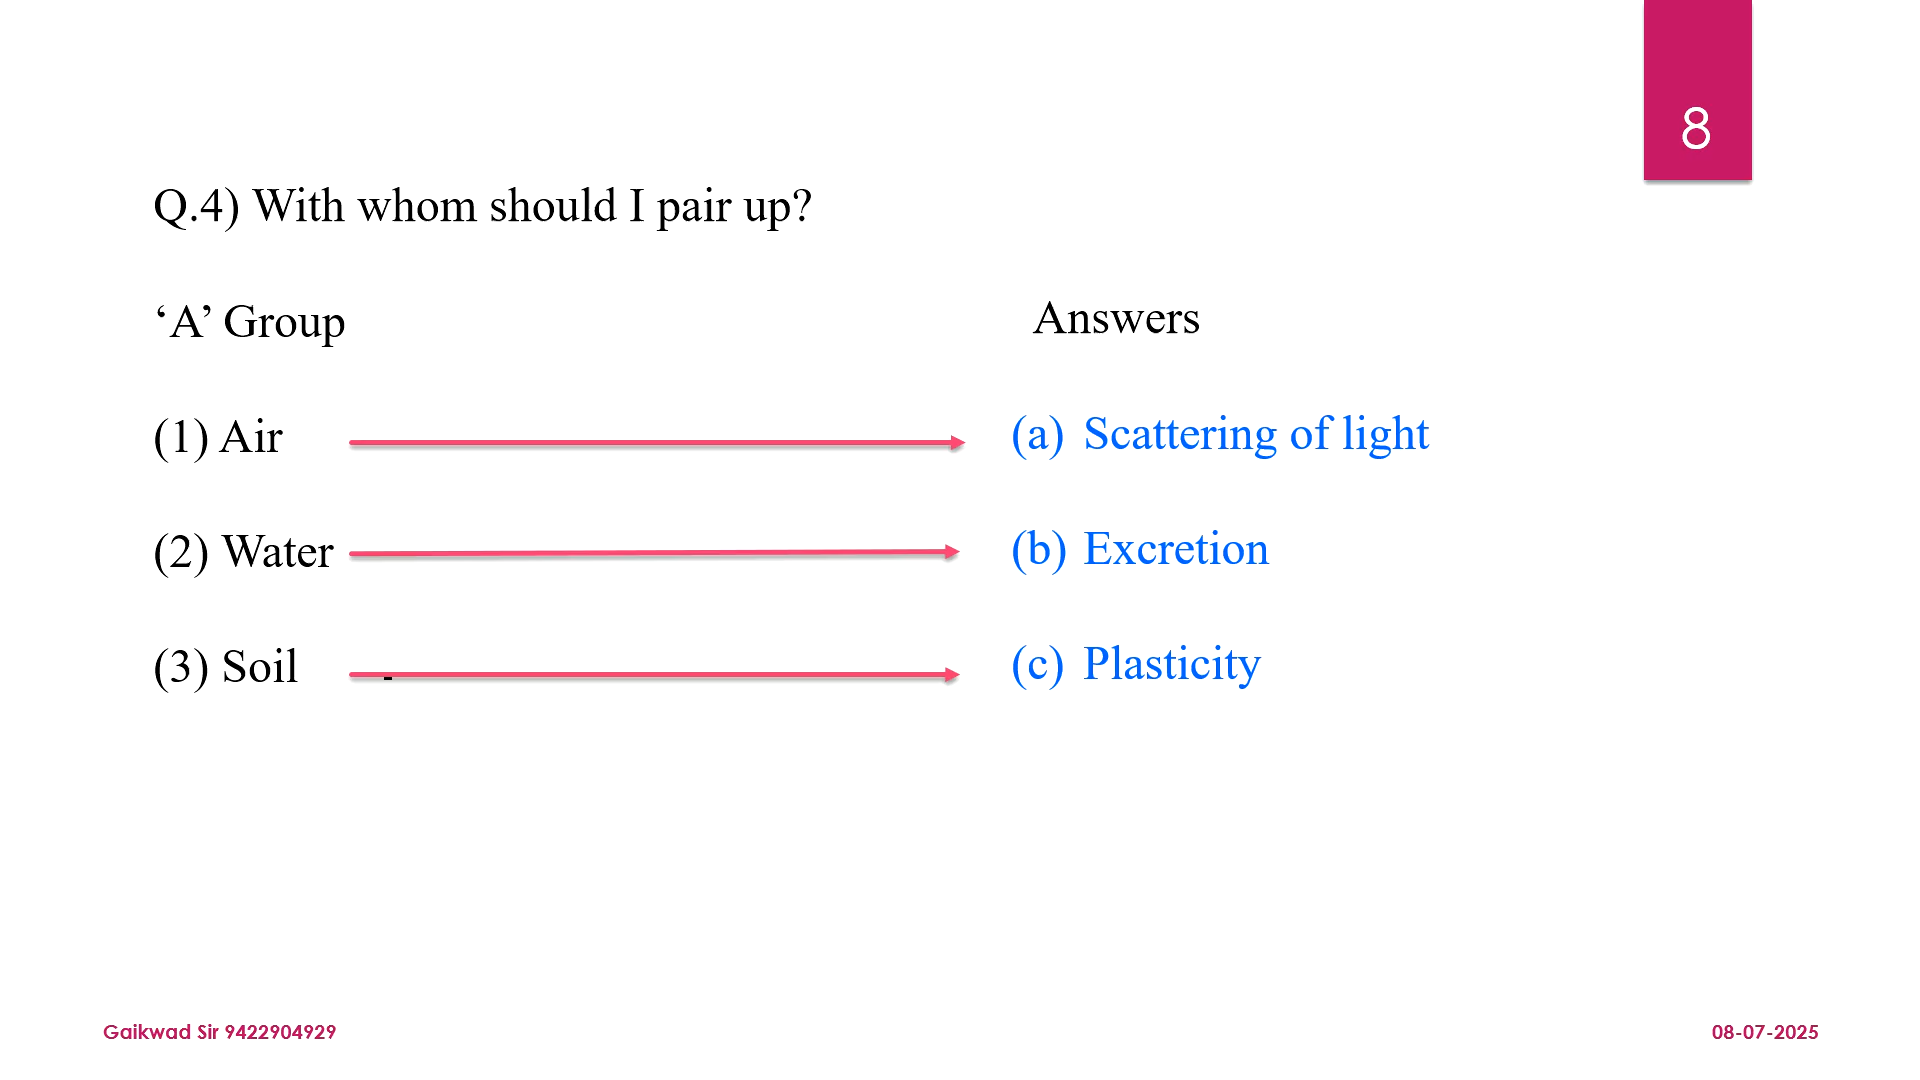 8
Q.4) With whom should I pair up?
‘A’ Group Answers
(1) Air (a) Scattering of light
(2) Water (b) Excretion
(3) Soil (c) Plasticity
Gaikwad Sir 9422904929 08-07-2025